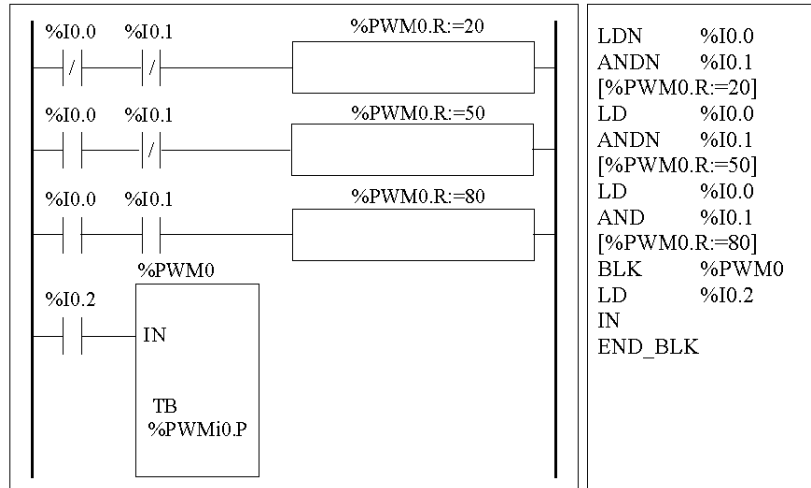 %I0.0 %I0.1 %PWM0.R:=20
/ /
%I0.0 %I0.1 %PWM0.R:=50
/
%I0.0 %I0.1 %PWM0.R:=80
%PWM0
%I0.2
IN
TB
%PWMi0.P
LDN %I0.0
ANDN %I0.1
[%PWM0.R:=20]
LD %I0.0
ANDN %I0.1
[%PWM0.R:=50]
LD %I0.0
AND %I0.1
[%PWM0.R:=80]
BLK %PWM0
LD %I0.2
IN
END_BLK